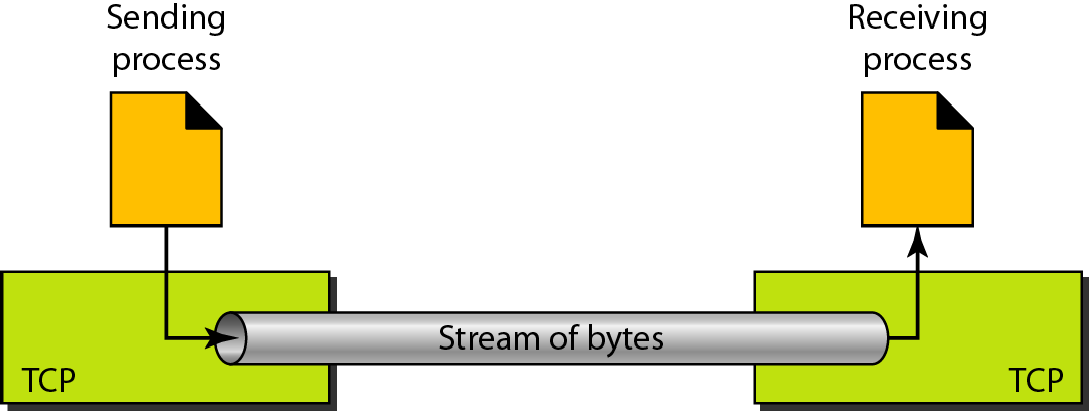 Sending
process
Receiving
process
Stream of bytes
TCP
TCP